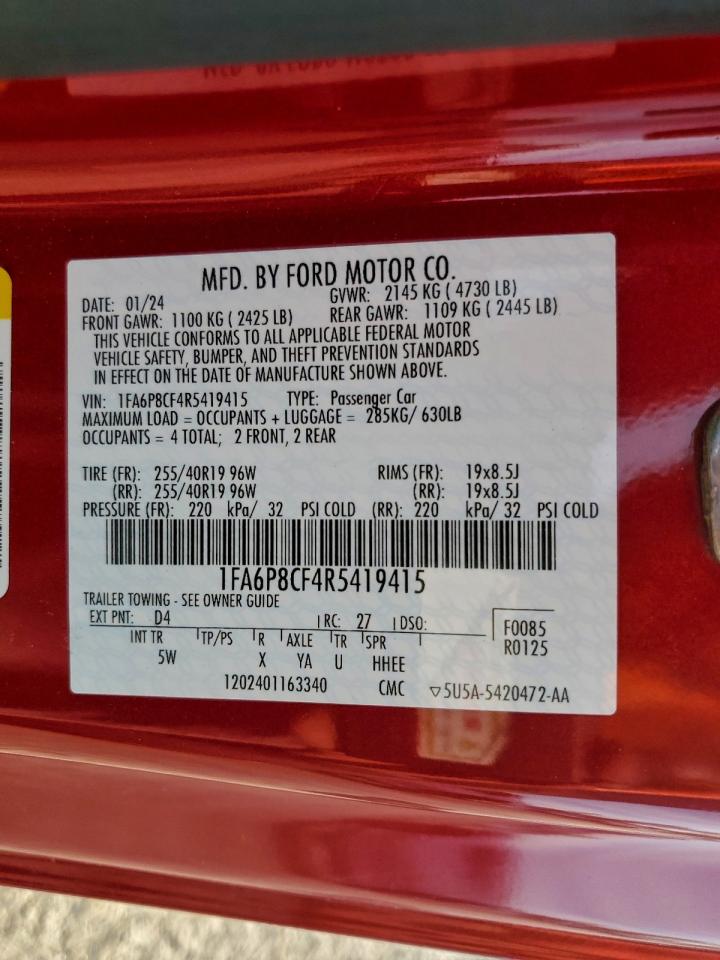 MFD. BY FORD MOTOR CO.
DATE: 01/24 GVWR: 2145 KG ( 4730 LB)
FRONT GAWR: 1100 KG ( 2425 LB) REAR GAWR: 1109 KG ( 2445 LB)
THIS VEHICLE CONFORMS TO ALL APPLICABLE FEDERAL MOTOR
VEHICLE SAFETY, BUMPER, AND THEFT PREVENTION STANDARDS
IN EFFECT ON THE DATE OF MANUFACTURE SHOWN ABOVE.
VIN: 1FA6P8CF4R5419415 TYPE: Passenger Car
MAXIMUM LOAD = OCCUPANTS + LUGGAGE = 285KG/ 630LB
OCCUPANTS = 4 TOTAL; 2 FRONT, 2 REAR
TIRE (FR): 255/40R19 96W RIMS (FR): 19x8.5J
(RR): 255/40R19 96W (RR): 19x8.5J
PRESSURE (FR): 220 kPa/ 32 PSI COLD (RR): 220 kPa/ 32 PSI COLD
1FA6P8CF4R5419415
TRAILER TOWING - SEE OWNER GUIDE
EXT PNT: D4 RC: 27 DSO: F0085
INT TR TP/PS R AXLE TR SPR R0125
5W X YA U HHEE
1202401163340 CMC ▽5U5A-5420472-AA